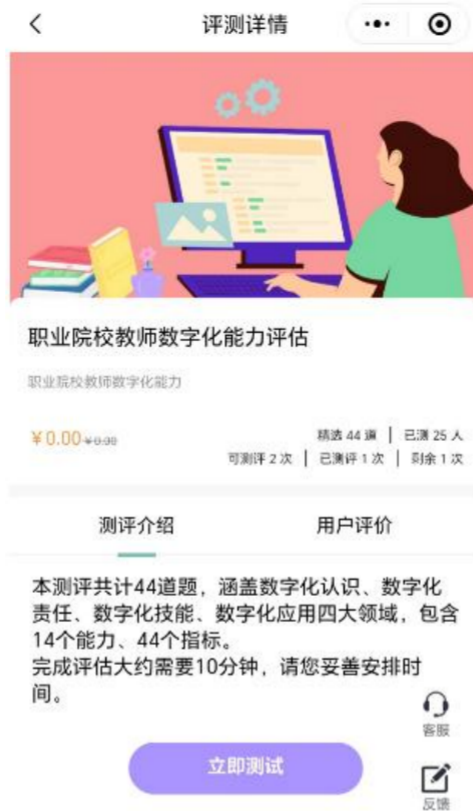 评测详情
职业院校教师数字化能力评估
职业院校教师数字化能力
￥0.00 ￥0.00
精选 44 道 | 已测 25 人
可测评 2 次 | 已测评 1 次 | 剩余 1 次
测评介绍 用户评价
本测评共计44道题，涵盖数字化认识、数字化
责任、数字化技能、数字化应用四大领域，包含
14个能力、44个指标。
完成评估大约需要10分钟，请您妥善安排时
间。
客服
立即测试
反馈